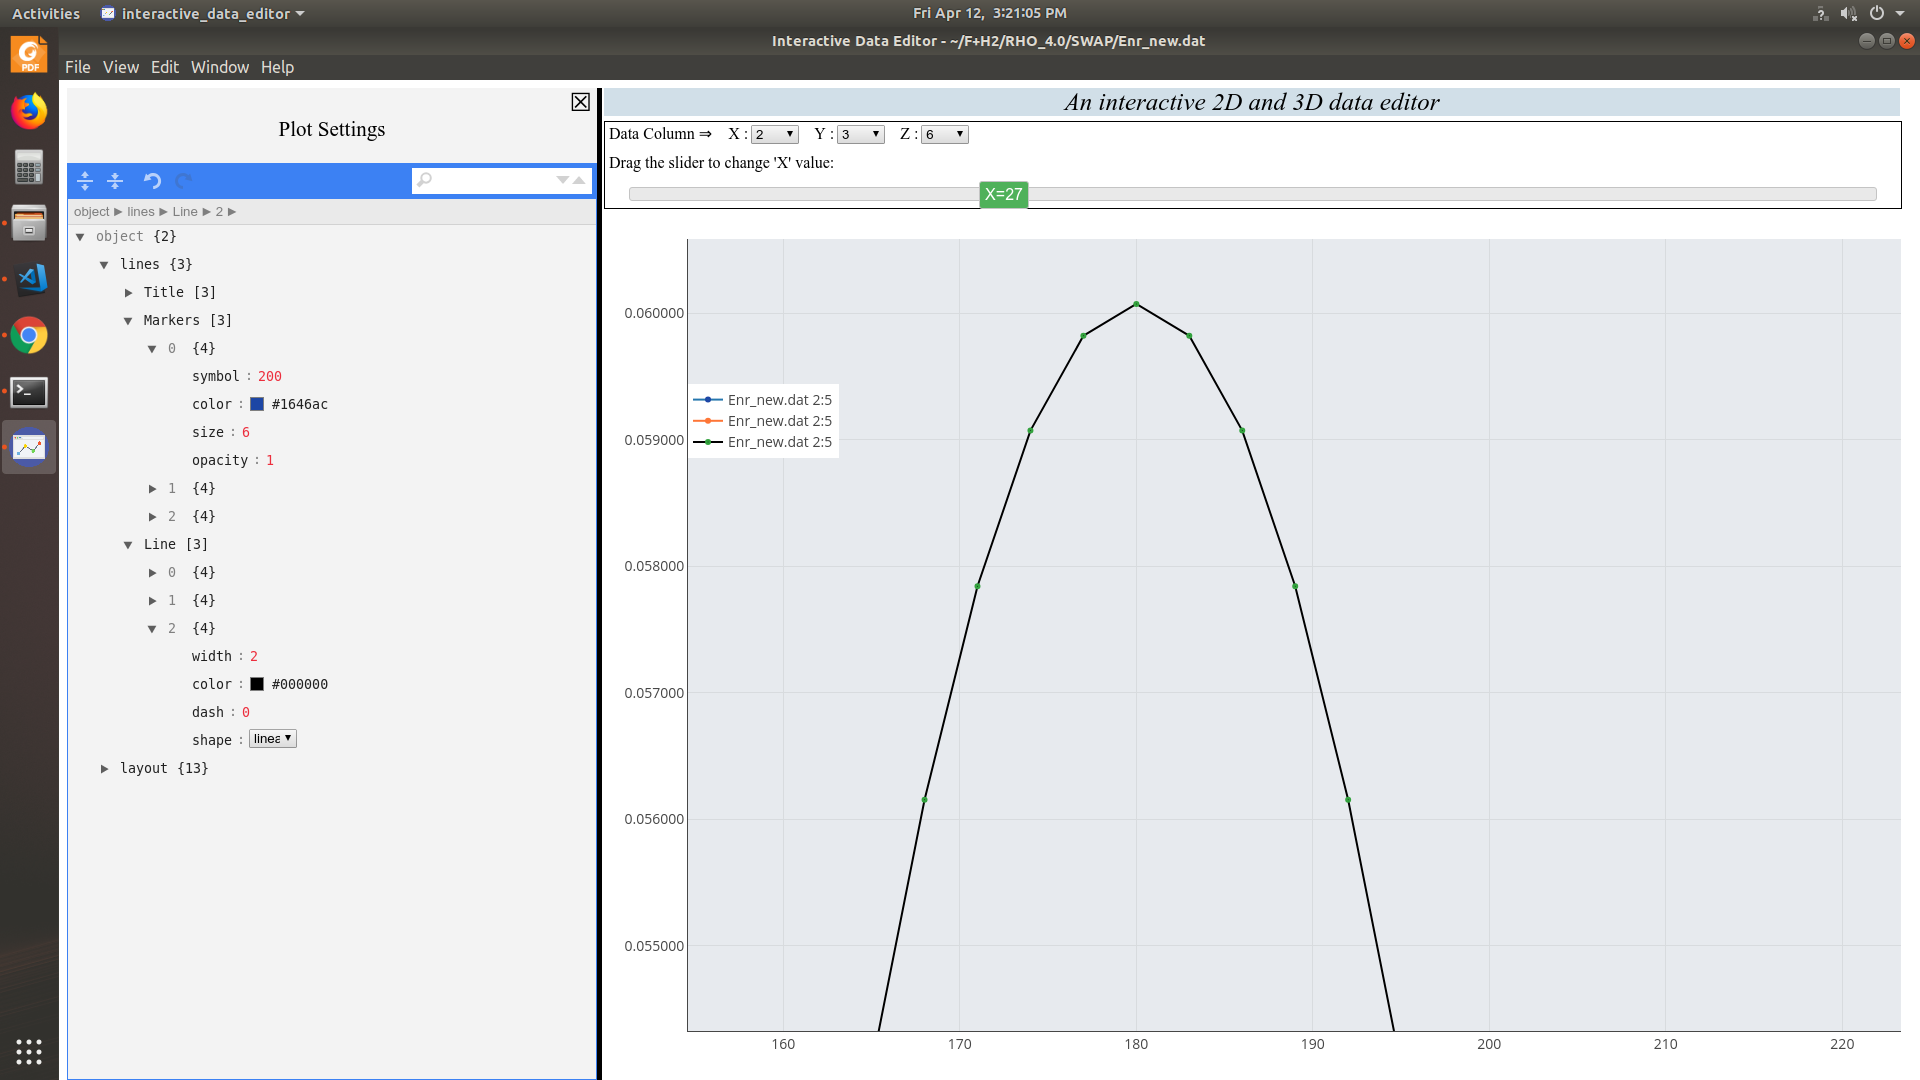 Activities interactive_data_editor Fri Apr 12, 3:21:05 PM ?
Interactive Data Editor - ~/F+H2/RHO_4.0/SWAP/Enr_new.dat
File View Edit Window Help
PDF
Plot Settings
object ▶ lines ▶ Line ▶ 2 ▶
object {2}
lines {3}
Title [3]
Markers [3]
0 {4}
symbol : 200
color : #1646ac
size : 6
opacity : 1
1 {4}
2 {4}
Line [3]
0 {4}
1 {4}
2 {4}
width : 2
color : #000000
dash : 0
shape : linea
layout {13}
An interactive 2D and 3D data editor
Data Column ⇒ X : 2 Y : 3 Z : 6
Drag the slider to change 'X' value:
X=27
0.060000
0.059000
0.058000
0.057000
0.056000
0.055000
Enr_new.dat 2:5
Enr_new.dat 2:5
Enr_new.dat 2:5
160 170 180 190 200 210 220